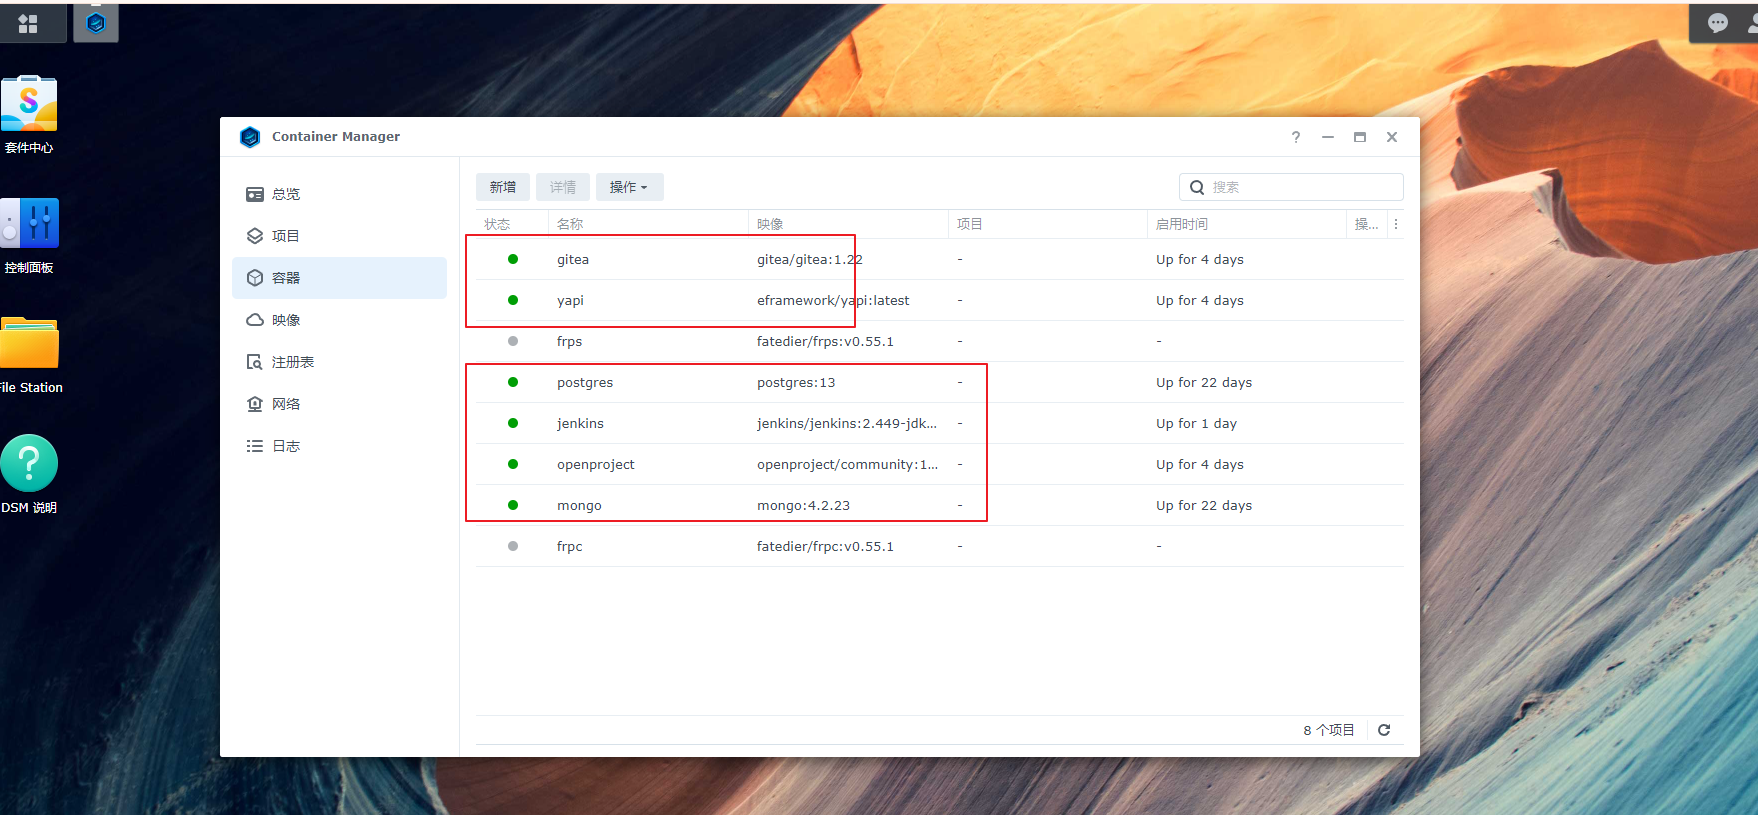 Container Manager
套件中心
控制面板
File Station
DSM 说明
总览
项目
容器
映像
注册表
网络
日志
新增 详情 操作 搜索
状态 名称 映像 项目 启用时间 操...
gitea gitea/gitea:1.22 - Up for 4 days
yapi eframework/yapi:latest - Up for 4 days
frps fatedier/frps:v0.55.1 - -
postgres postgres:13 - Up for 22 days
jenkins jenkins/jenkins:2.449-jdk... - Up for 1 day
openproject openproject/community:1... - Up for 4 days
mongo mongo:4.2.23 - Up for 22 days
frpc fatedier/frpc:v0.55.1 - -
8 个项目